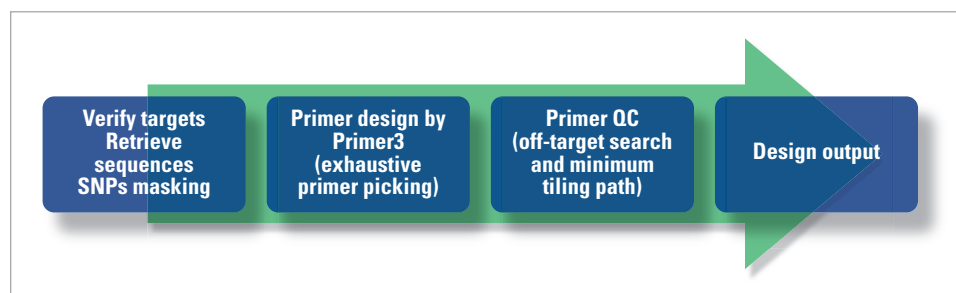 Verify targets
Retrieve
sequences
SNPs masking
Primer design by
Primer3
(exhaustive
primer picking)
Primer QC
(off-target search
and minimum
tiling path)
Design output